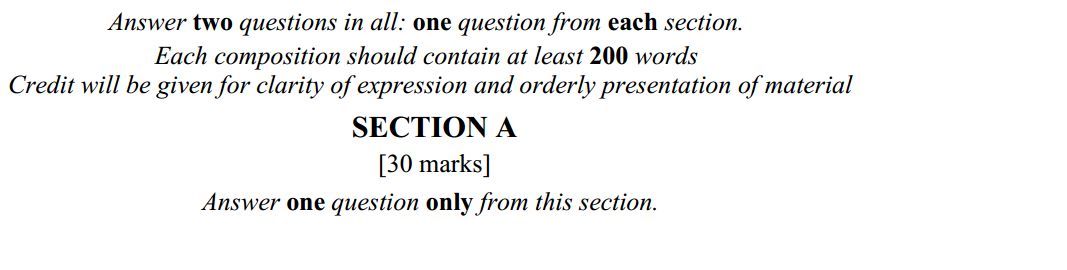 Answer two questions in all: one question from each section.
Each composition should contain at least 200 words
Credit will be given for clarity of expression and orderly presentation of material
SECTION A
[30 marks]
Answer one question only from this section.